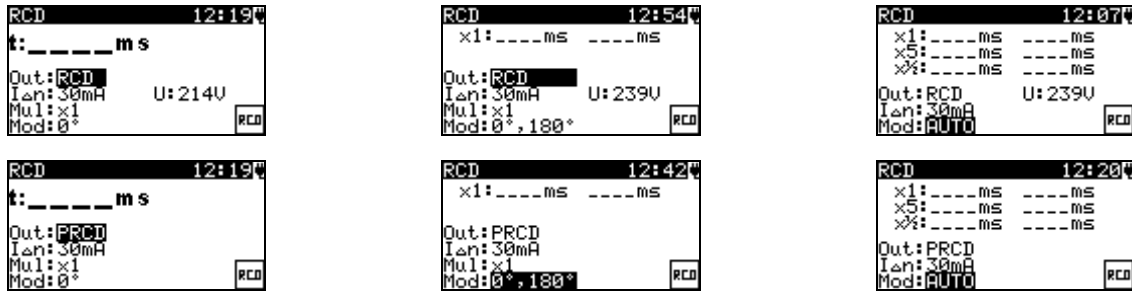 RCD 12:19
t:____ms
Out:RCD
IΔn:30mA U:214V
Mul:x1
Mod:0°
RCD
RCD 12:54
x1:____ms ____ms
Out:RCD
IΔn:30mA U:239V
Mul:x1
Mod:0°,180°
RCD
RCD 12:07
x1:____ms ____ms
x5:____ms ____ms
x½:____ms ____ms
Out:RCD U:239V
IΔn:30mA
Mod:AUTO
RCD
RCD 12:19
t:____ms
Out:PRCD
IΔn:30mA
Mul:x1
Mod:0°
RCD
RCD 12:42
x1:____ms ____ms
Out:PRCD
IΔn:30mA
Mul:x1
Mod:0°,180°
RCD
RCD 12:20
x1:____ms ____ms
x5:____ms ____ms
x½:____ms ____ms
Out:PRCD
IΔn:30mA
Mod:AUTO
RCD